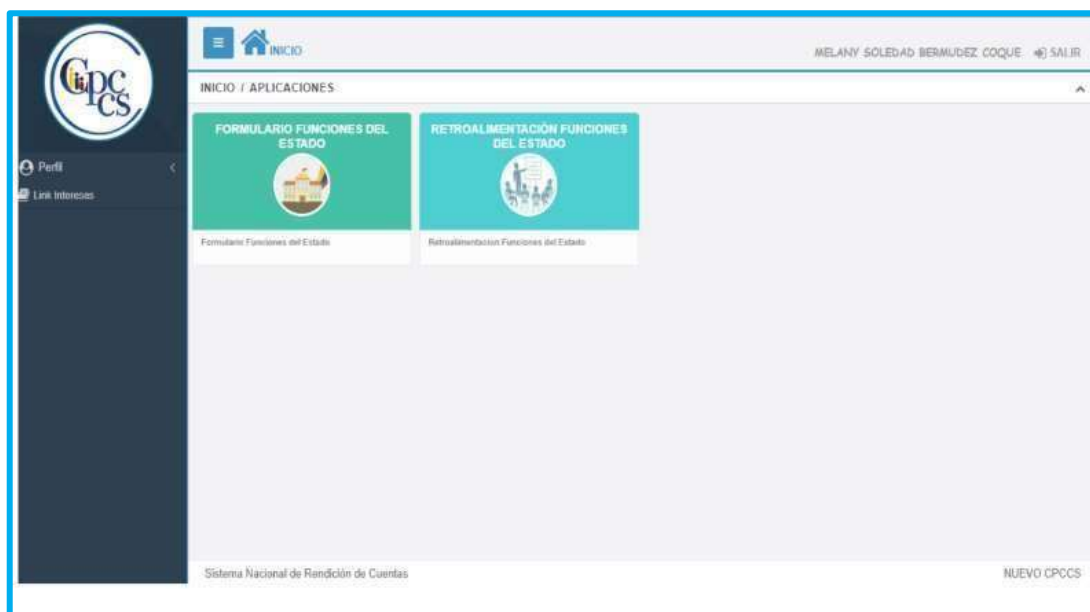 CPCCS
INICIO
MELANY SOLEDAD BERMUDEZ COQUE SALIR
INICIO / APLICACIONES
Perfil
Link Intereses
FORMULARIO FUNCIONES DEL
ESTADO
Formulario Funciones del Estado
RETROALIMENTACIÓN FUNCIONES
DEL ESTADO
Retroalimentacion Funciones del Estado
Sistema Nacional de Rendición de Cuentas
NUEVO CPCCS